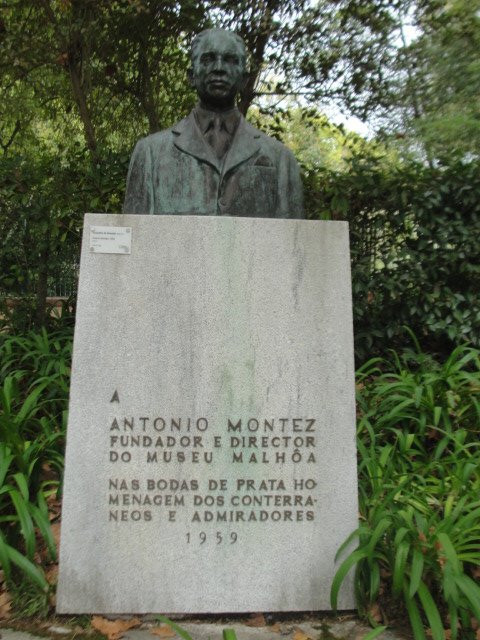 A
ANTONIO MONTEZ
FUNDADOR E DIRECTOR
DO MUSEU MALHÔA
NAS BODAS DE PRATA HO
MENAGEM DOS CONTERRA-
NEOS E ADMIRADORES
1959